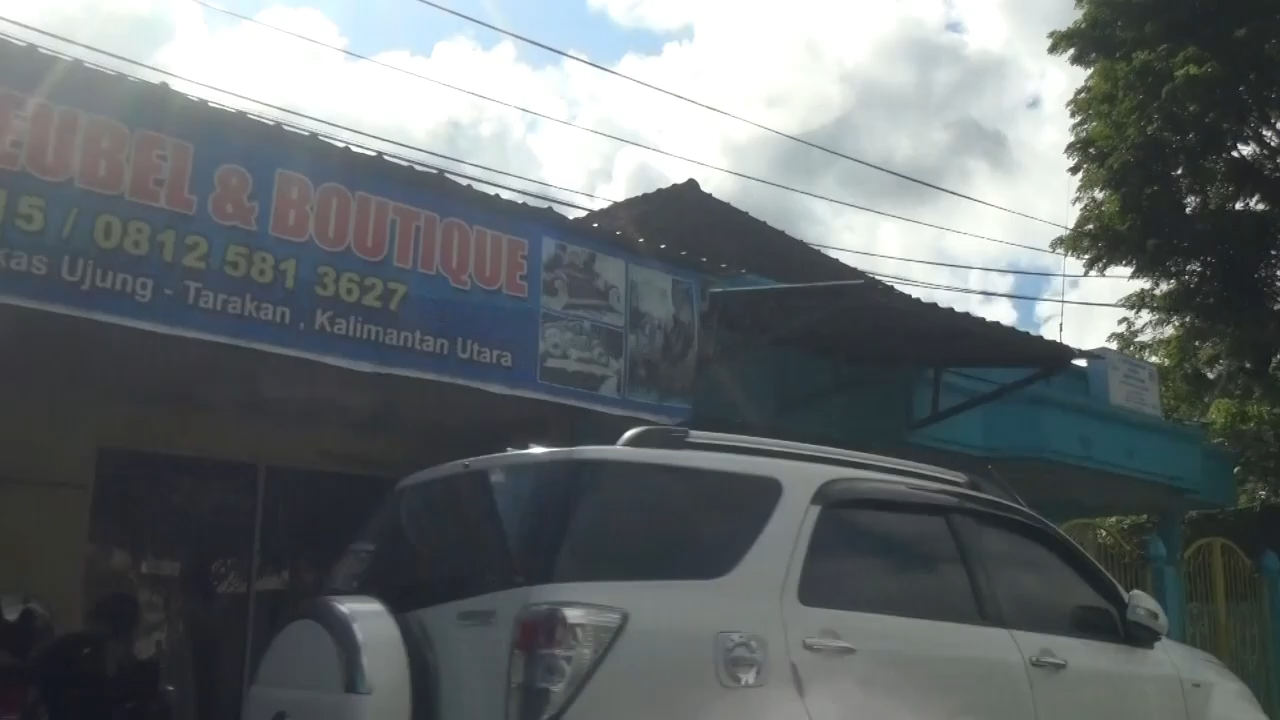 EUBEL & BOUTIQUE
15 / 0812 581 3627
kas Ujung - Tarakan , Kalimantan Utara